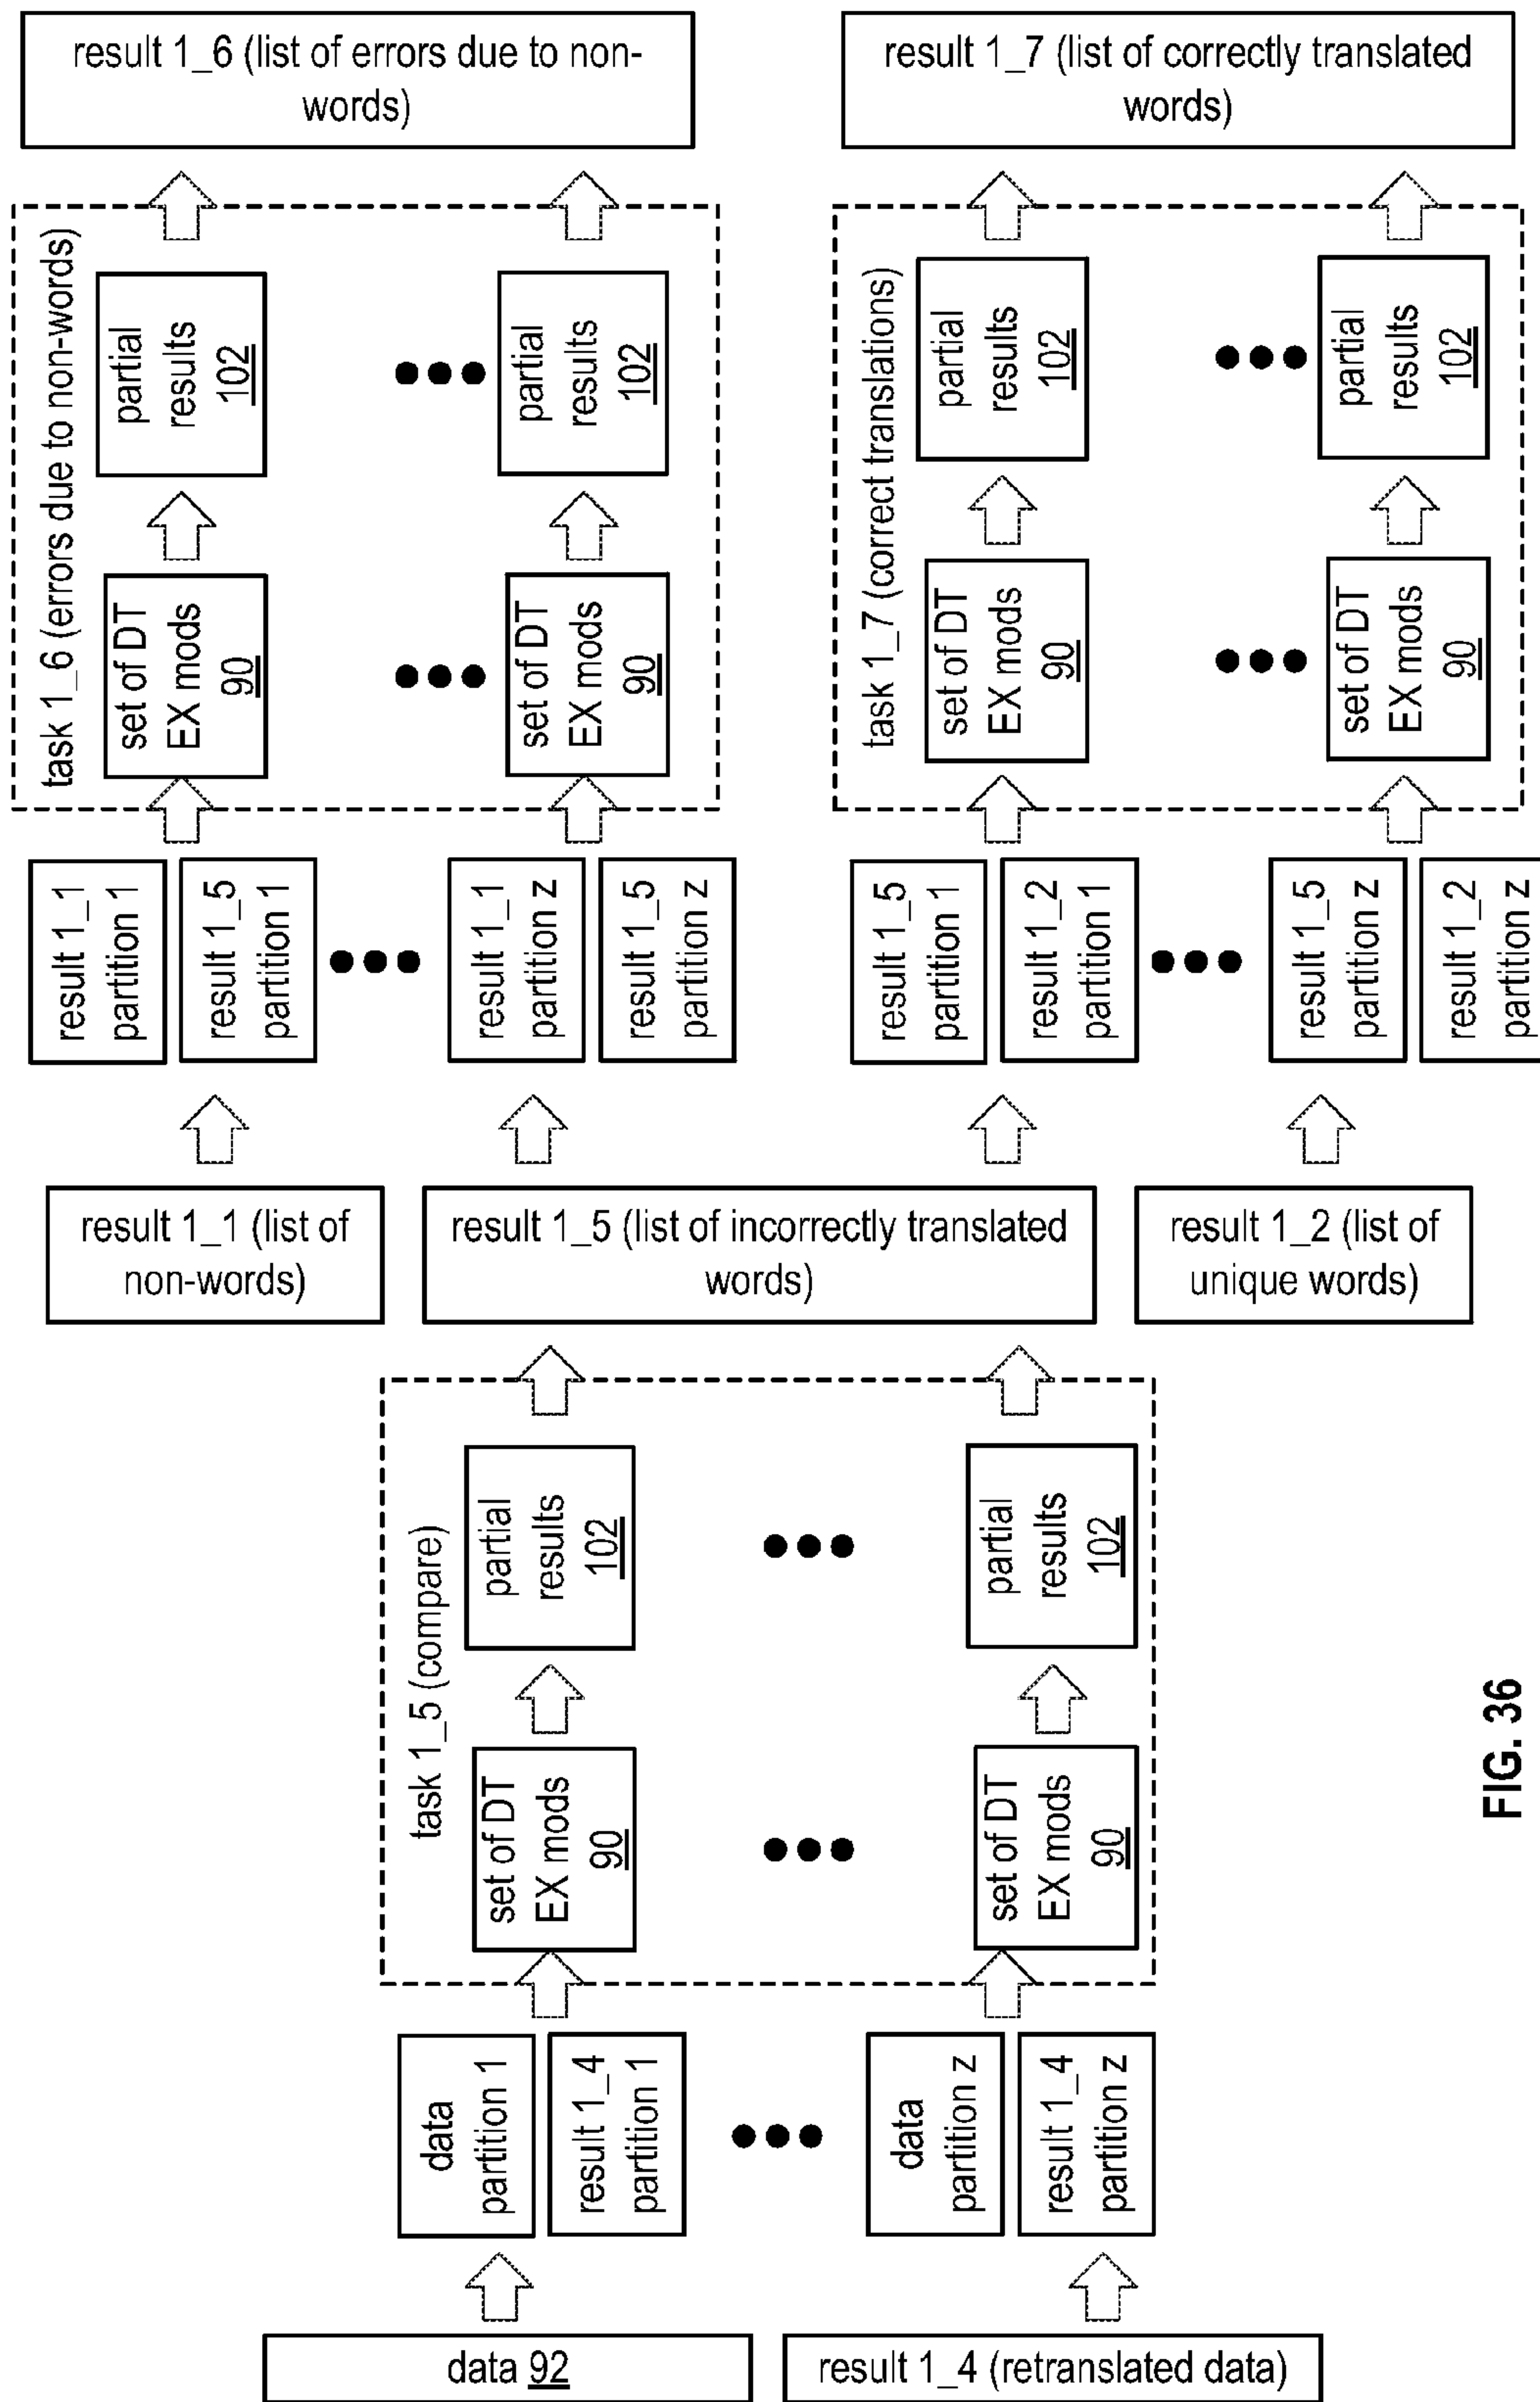 result 1_6 (list of errors due to non-
words)
result 1_7 (list of correctly translated
words)
task 1_6 (errors due to non-words)
set of DT
EX mods
90
partial
results
102
set of DT
EX mods
90
partial
results
102
task 1_7 (correct translations)
set of DT
EX mods
90
partial
results
102
set of DT
EX mods
90
partial
results
102
result 1_1
partition 1
result 1_5
partition 1
result 1_1
partition z
result 1_5
partition z
result 1_5
partition 1
result 1_2
partition 1
result 1_5
partition z
result 1_2
partition z
result 1_1 (list of
non-words)
result 1_5 (list of incorrectly translated
words)
result 1_2 (list of
unique words)
task 1_5 (compare)
set of DT
EX mods
90
partial
results
102
set of DT
EX mods
90
partial
results
102
data
partition 1
result 1_4
partition 1
data
partition z
result 1_4
partition z
data 92
result 1_4 (retranslated data)
FIG. 36